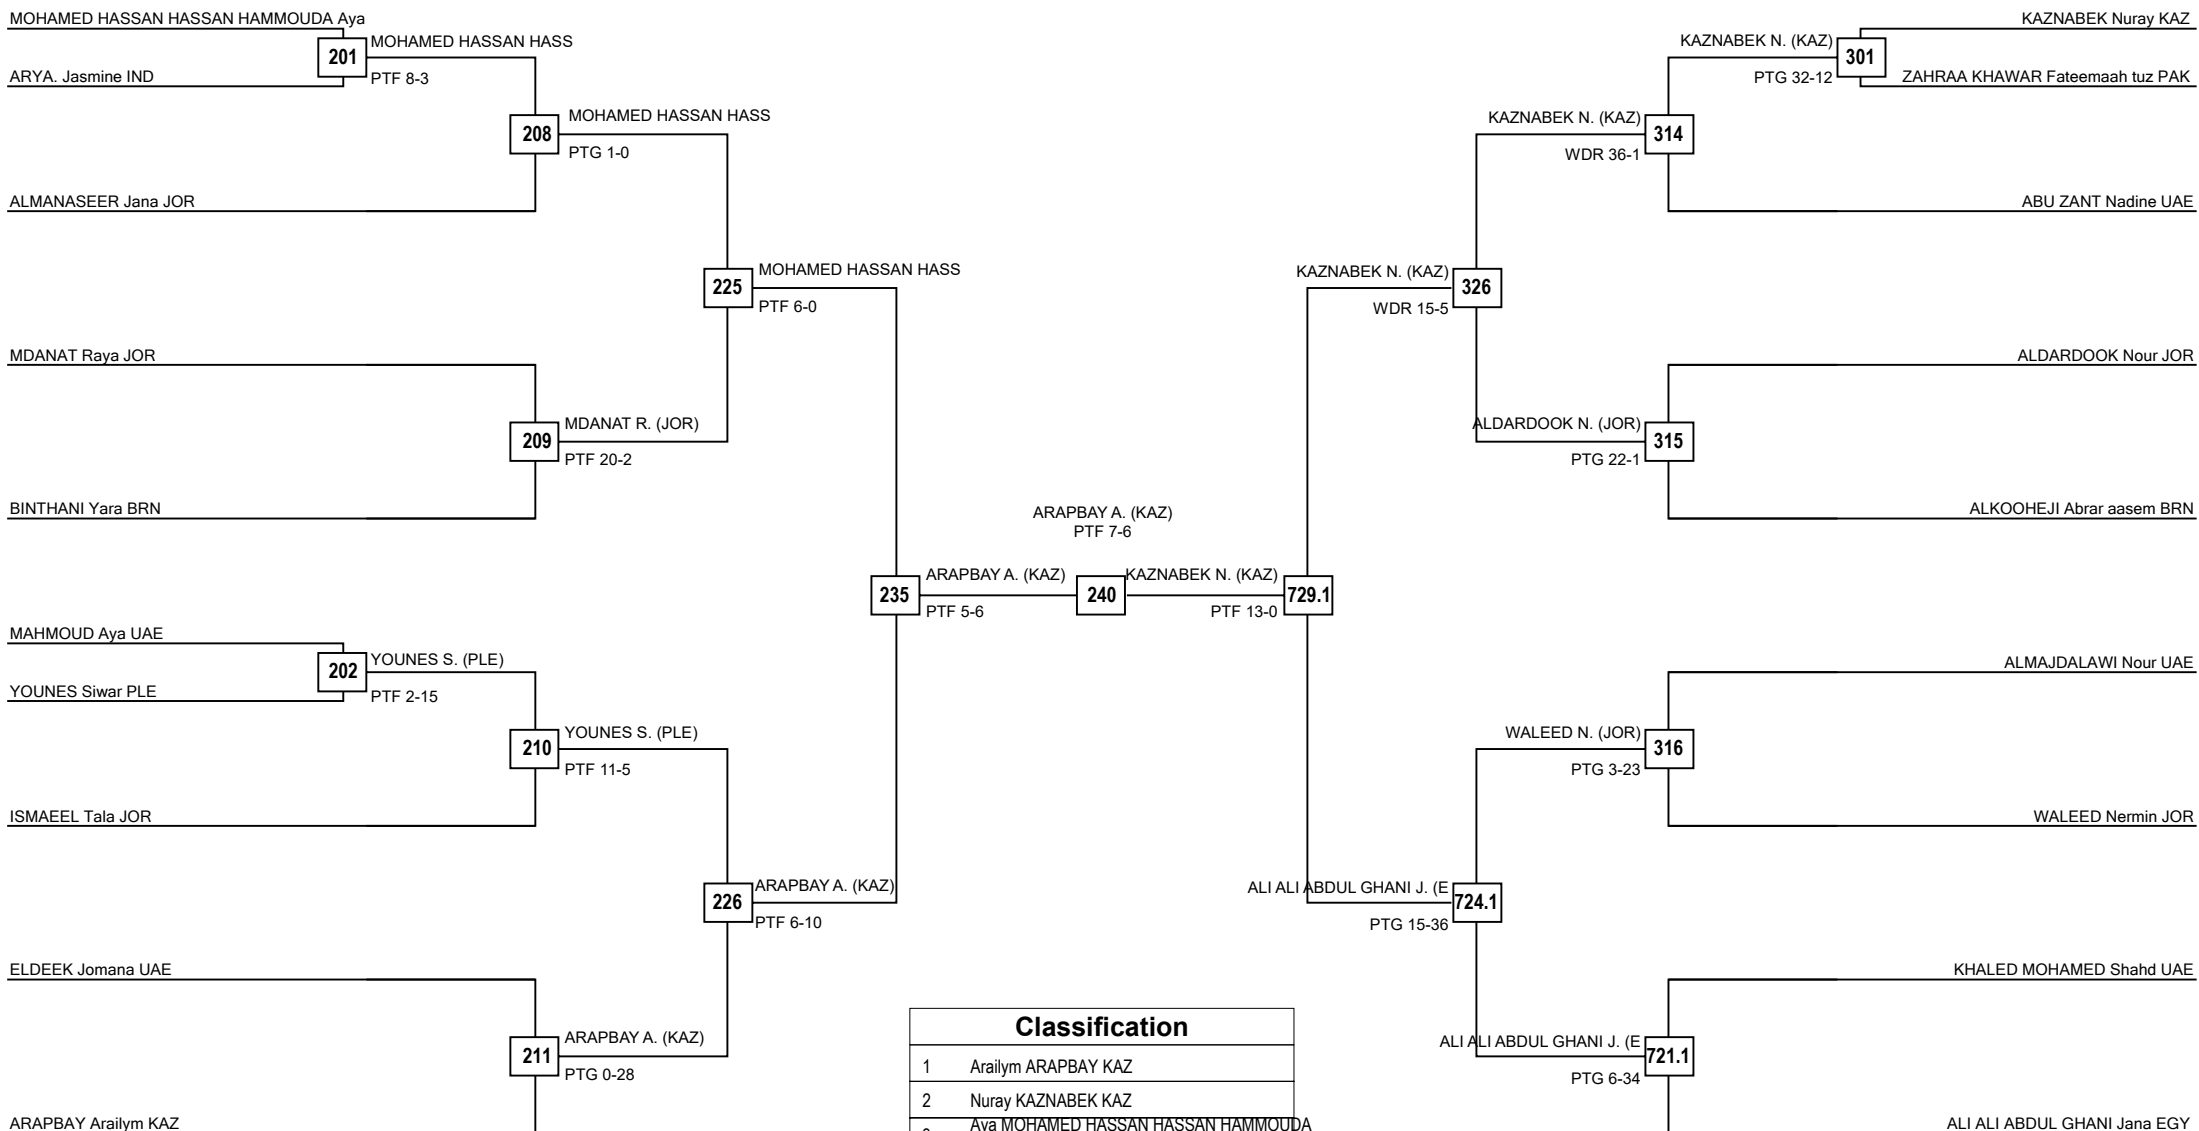 MOHAMED HASSAN HASSAN HAMMOUDA Aya
201
MOHAMED HASSAN HASS
PTF 8-3
ARYA. Jasmine IND
208
MOHAMED HASSAN HASS
PTG 1-0
ALMANASEER Jana JOR
225
MOHAMED HASSAN HASS
PTF 6-0
MDANAT Raya JOR
209
MDANAT R. (JOR)
PTF 20-2
BINTHANI Yara BRN
235
ARAPBAY A. (KAZ)
PTF 5-6
MAHMOUD Aya UAE
202
YOUNES S. (PLE)
PTF 2-15
YOUNES Siwar PLE
210
YOUNES S. (PLE)
PTF 11-5
ISMAEEL Tala JOR
226
ARAPBAY A. (KAZ)
PTF 6-10
ELDEEK Jomana UAE
211
ARAPBAY A. (KAZ)
PTG 0-28
ARAPBAY Arailym KAZ
ARAPBAY A. (KAZ)
PTF 7-6
240
KAZNABEK Nuray KAZ
KAZNABEK N. (KAZ)
301
PTG 32-12
ZAHRAA KHAWAR Fateemaah tuz PAK
KAZNABEK N. (KAZ)
314
WDR 36-1
ABU ZANT Nadine UAE
KAZNABEK N. (KAZ)
326
WDR 15-5
ALDARDOOK Nour JOR
ALDARDOOK N. (JOR)
315
PTG 22-1
ALKOOHEJI Abrar aasem BRN
KAZNABEK N. (KAZ)
729.1
PTF 13-0
ALMAJDALAWI Nour UAE
WALEED N. (JOR)
316
PTG 3-23
WALEED Nermin JOR
ALI ALI ABDUL GHANI J. (E
724.1
PTG 15-36
KHALED MOHAMED Shahd UAE
ALI ALI ABDUL GHANI J. (E
721.1
PTG 6-34
ALI ALI ABDUL GHANI Jana EGY
Classification
1 Arailym ARAPBAY KAZ
2 Nuray KAZNABEK KAZ
Aya MOHAMED HASSAN HASSAN HAMMOUDA